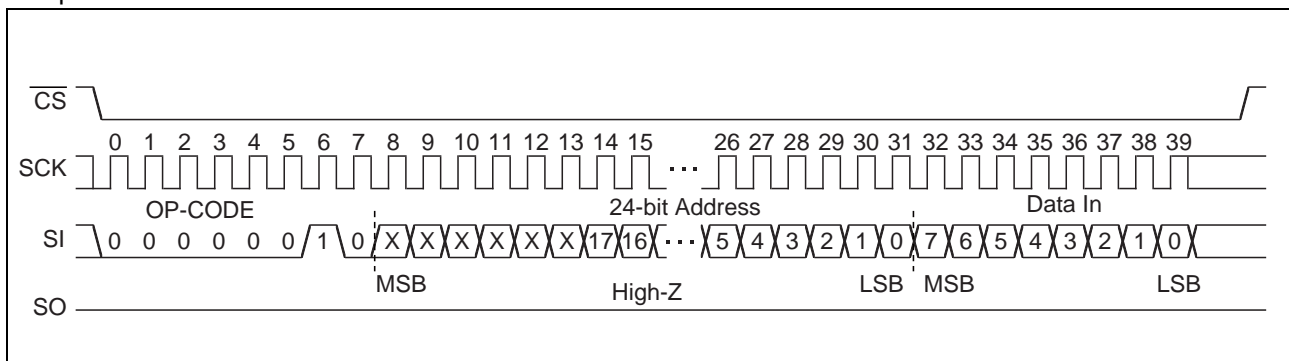 CS
0 1 2 3 4 5 6 7 8 9 10 11 12 13 14 15 26 27 28 29 30 31 32 33 34 35 36 37 38 39
SCK ···
OP-CODE 24-bit Address Data In
SI 0 0 0 0 0 0 1 0 X X X X X X 17 16 ··· 5 4 3 2 1 0 7 6 5 4 3 2 1 0
MSB High-Z LSB MSB LSB
SO